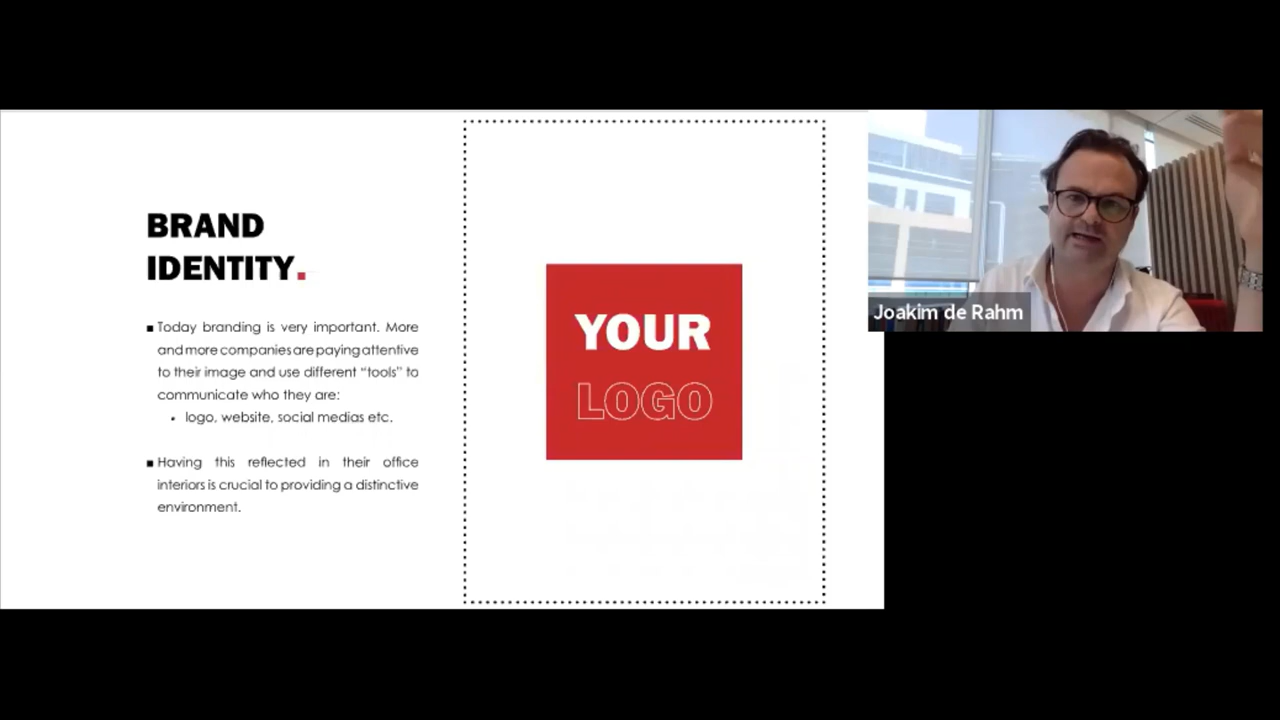 BRAND
IDENTITY.
■ Today branding is very important. More
and more companies are paying attentive
to their image and use different “tools” to
communicate who they are:
• logo, website, social medias etc.
■ Having this reflected in their office
interiors is crucial to providing a distinctive
environment.
YOUR
LOGO
Joakim de Rahm